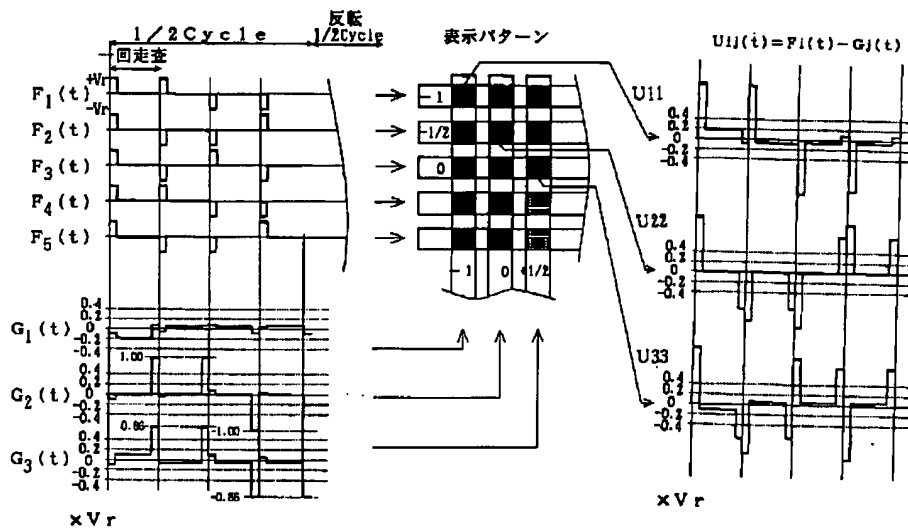 1/2Cycle
反転
1/2Cycle
一回走査
+Vr
F1(t)
-Vr
F2(t)
F3(t)
F4(t)
F5(t)
0.4
0.2
0
-0.2
-0.4
G1(t)
1.00
0.4
0.2
0
-0.2
-0.4
G2(t)
0.86
-1.00
0.4
0.2
0
-0.2
-0.4
G3(t)
-0.86
×Vr
表示パターン
-1
-1/2
0
-1
0
+1/2
Uij(t)=Fi(t)-Gj(t)
U11
0.4
0.2
0
-0.2
-0.4
U22
0.4
0.2
0
-0.2
-0.4
U33
0.4
0.2
0
-0.2
-0.4
×Vr